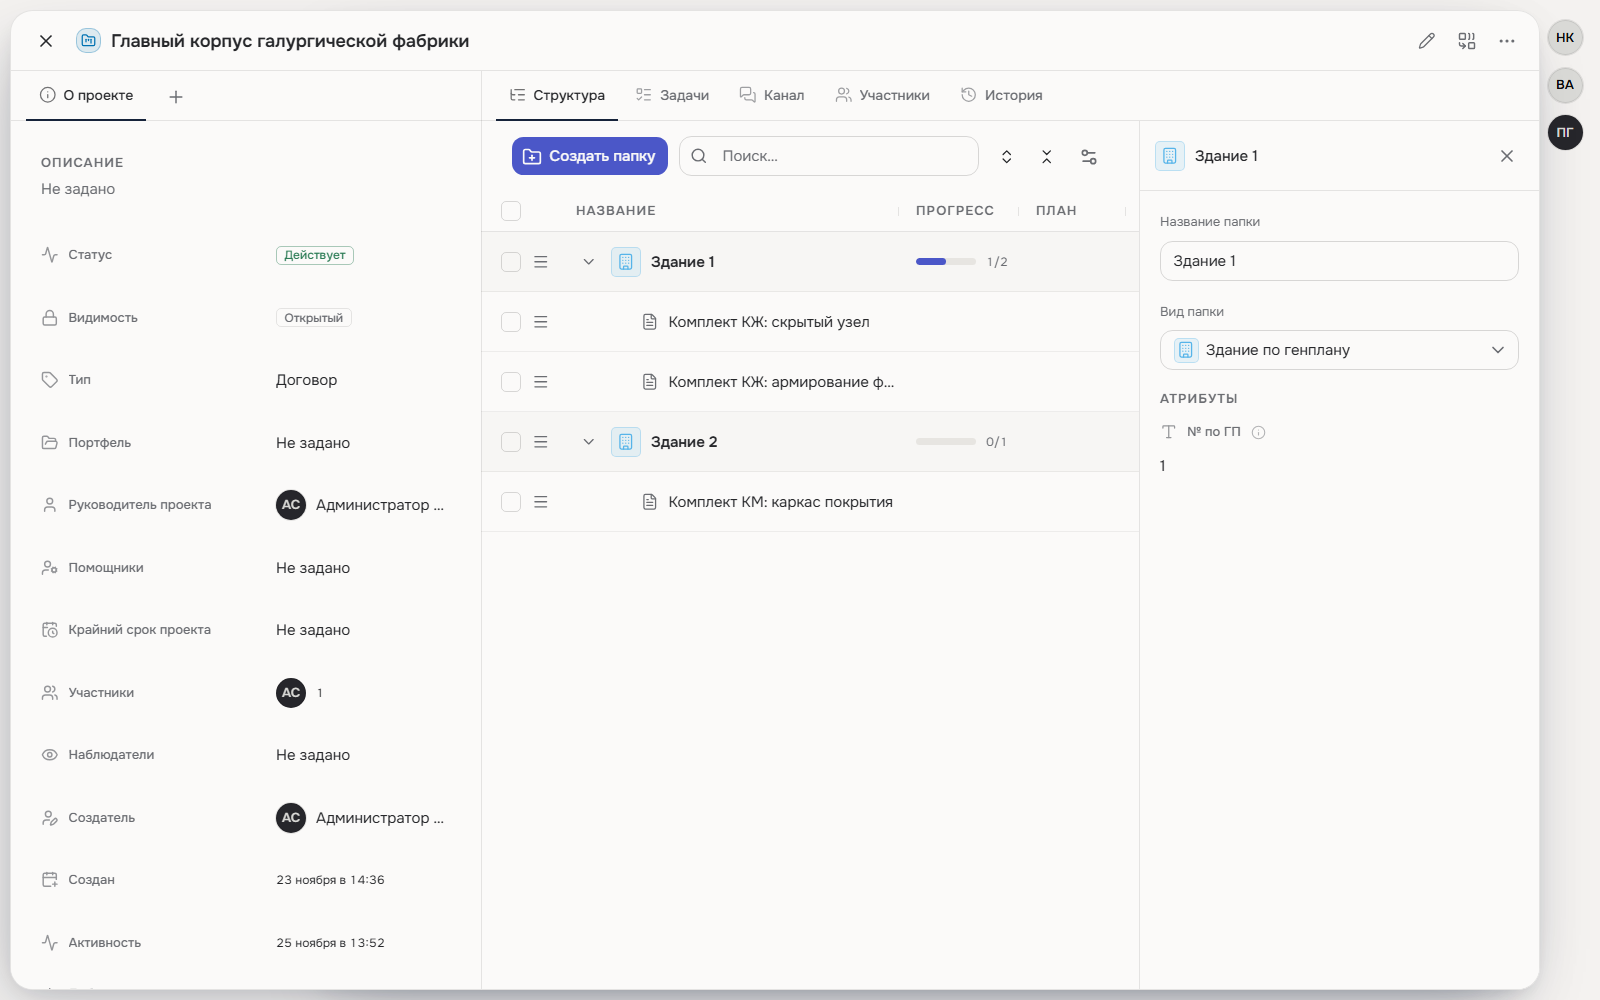 Главный корпус галургической фабрики
НК
ВА
ПГ
О проекте
Структура
Задачи
Канал
Участники
История
ОПИСАНИЕ
Не задано
Статус
Действует
Видимость
Открытый
Тип
Договор
Портфель
Не задано
Руководитель проекта
АС Администратор ...
Помощники
Не задано
Крайний срок проекта
Не задано
Участники
АС 1
Наблюдатели
Не задано
Создатель
АС Администратор ...
Создан
23 ноября в 14:36
Активность
25 ноября в 13:52
Создать папку
Поиск...
НАЗВАНИЕ
ПРОГРЕСС
ПЛАН
Здание 1
1/2
Комплект КЖ: скрытый узел
Комплект КЖ: армирование ф...
Здание 2
0/1
Комплект КМ: каркас покрытия
Здание 1
Название папки
Здание 1
Вид папки
Здание по генплану
АТРИБУТЫ
№ по ГП
1